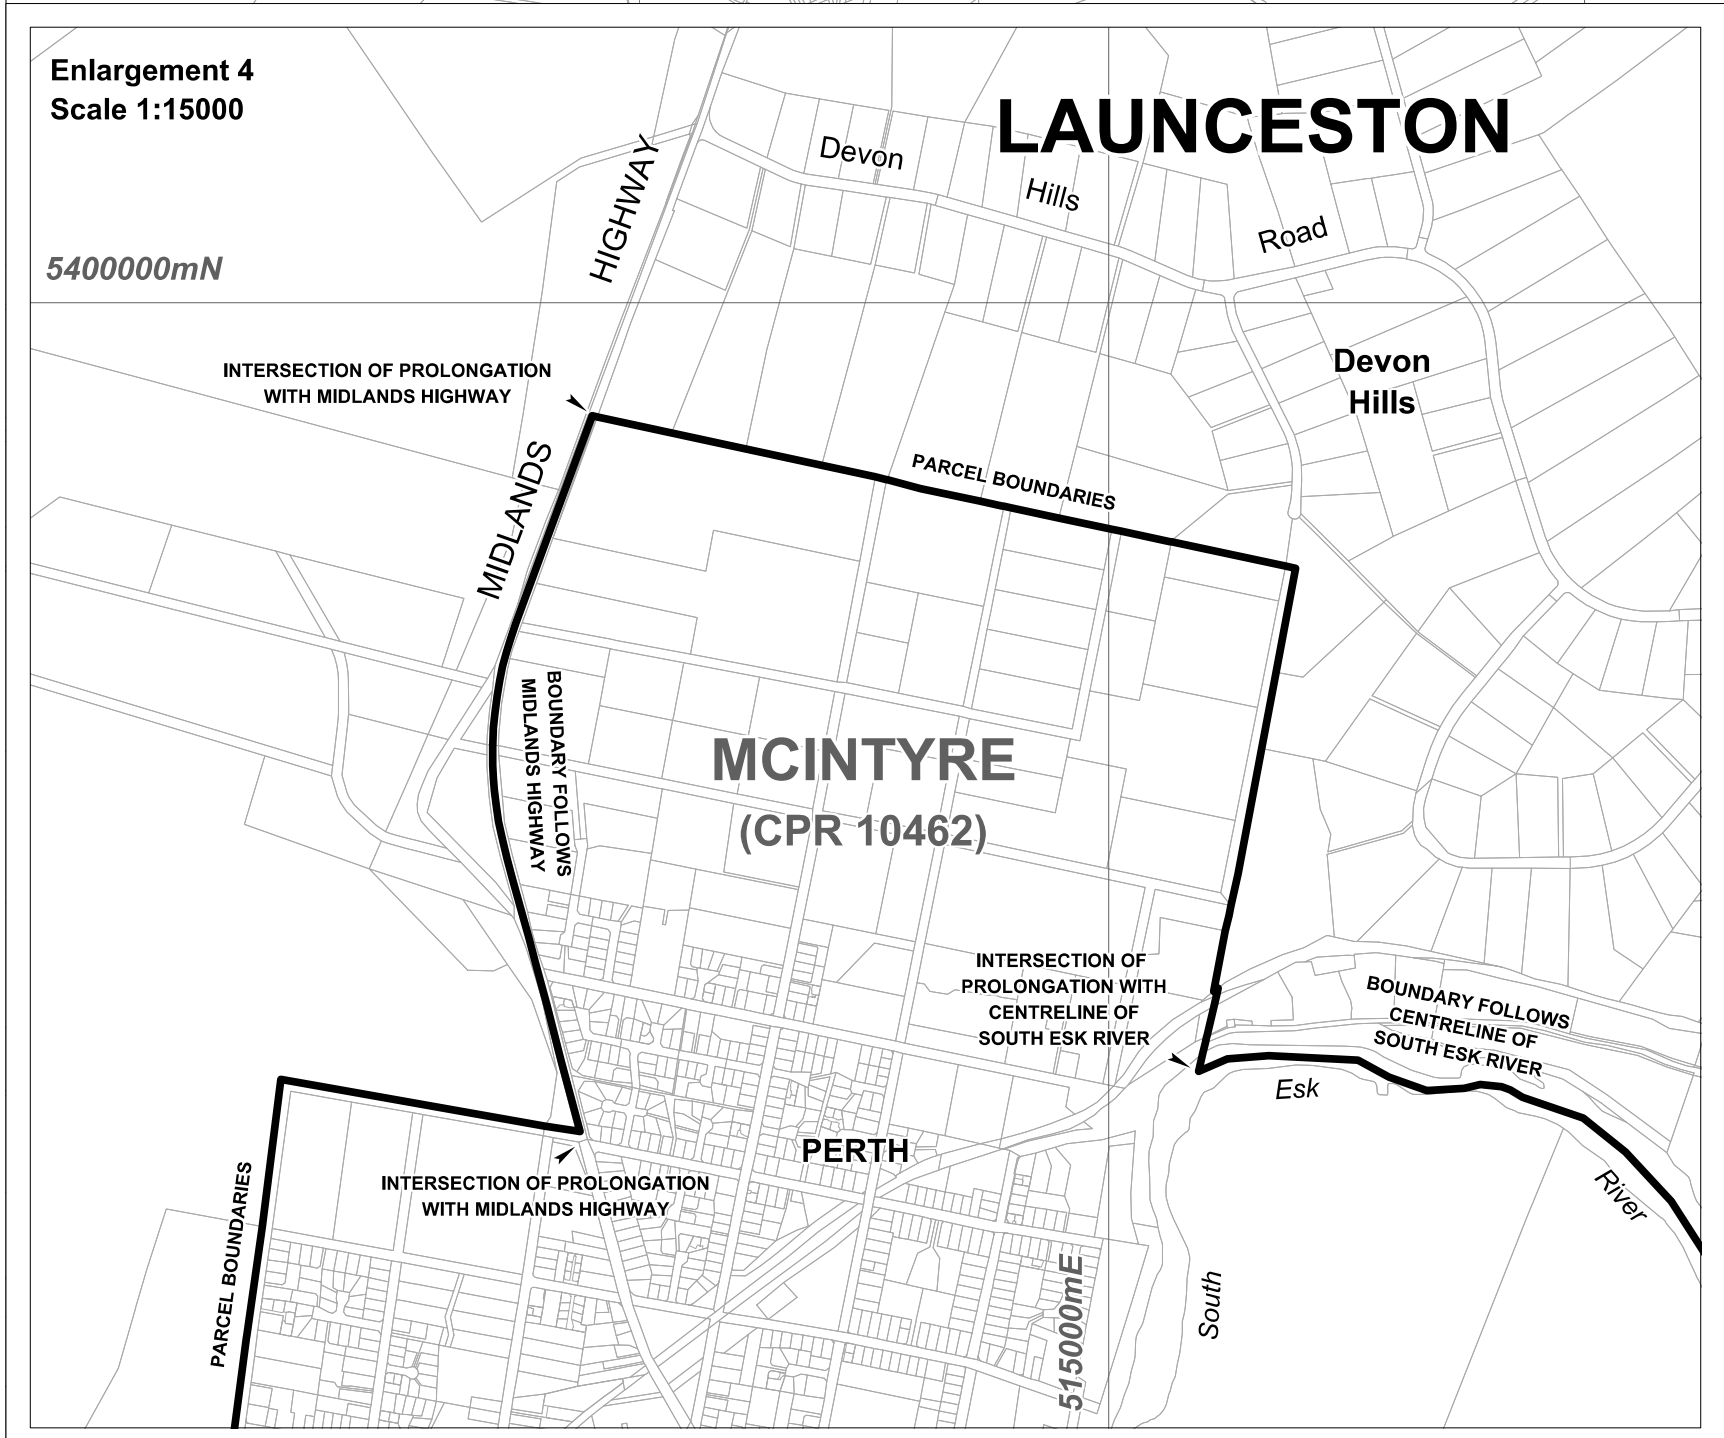 Enlargement 4
Scale 1:15000
LAUNCESTON
Devon
Hills
Road
HIGHWAY
5400000mN
INTERSECTION OF PROLONGATION
WITH MIDLANDS HIGHWAY
Devon
Hills
MIDLANDS
PARCEL BOUNDARIES
BOUNDARY FOLLOWS
MIDLANDS HIGHWAY
MCINTYRE
(CPR 10462)
INTERSECTION OF
PROLONGATION WITH
CENTRELINE OF
SOUTH ESK RIVER
BOUNDARY FOLLOWS
CENTRELINE OF
SOUTH ESK RIVER
Esk
River
South
PERTH
INTERSECTION OF PROLONGATION
WITH MIDLANDS HIGHWAY
PARCEL BOUNDARIES
515000mE